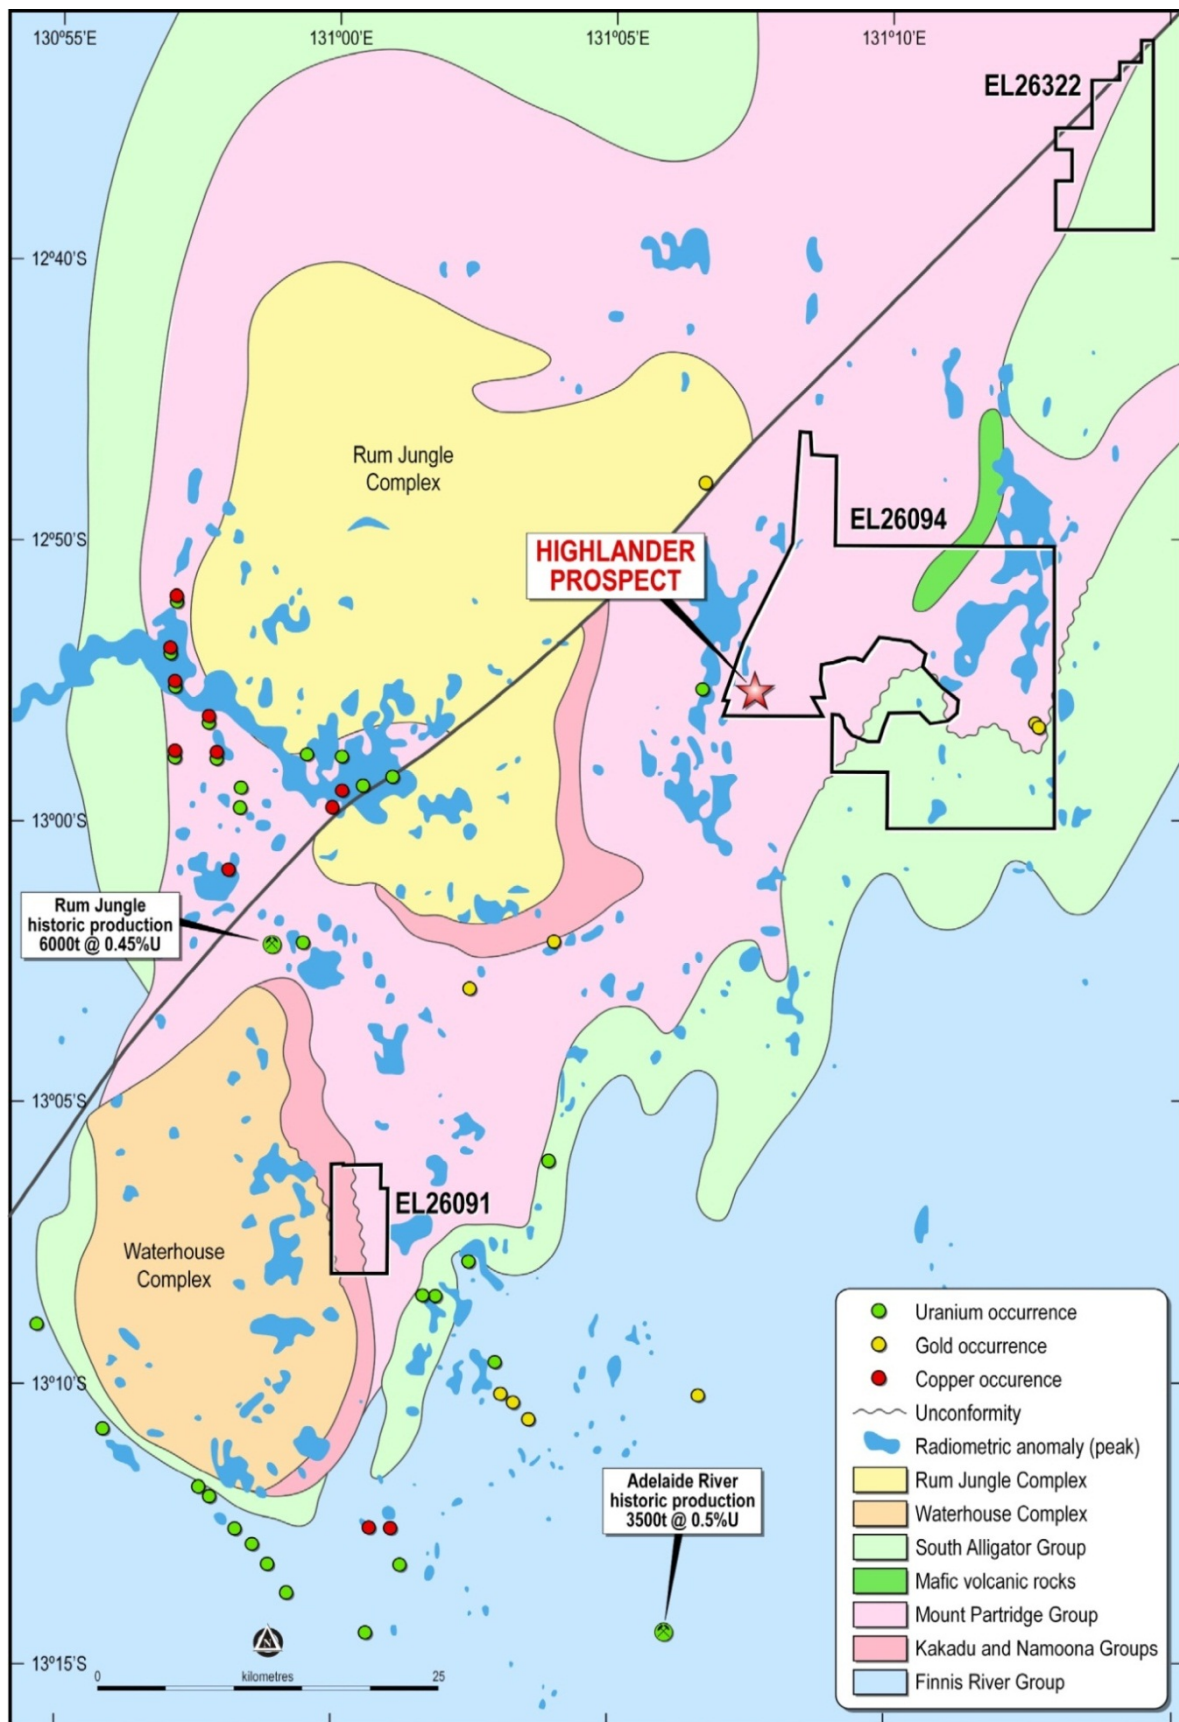 130°55'E
131°00'E
131°05'E
131°10'E
EL26322
12°40'S
Rum Jungle
Complex
EL26094
12°50'S
HIGHLANDER
PROSPECT
13°00'S
Rum Jungle
historic production
6000t @ 0.45%U
13°05'S
EL26091
Waterhouse
Complex
13°10'S
Adelaide River
historic production
3500t @ 0.5%U
N
0
kilometres
25
13°15'S
Uranium occurrence
Gold occurrence
Copper occurence
Unconformity
Radiometric anomaly (peak)
Rum Jungle Complex
Waterhouse Complex
South Alligator Group
Mafic volcanic rocks
Mount Partridge Group
Kakadu and Namoona Groups
Finnis River Group